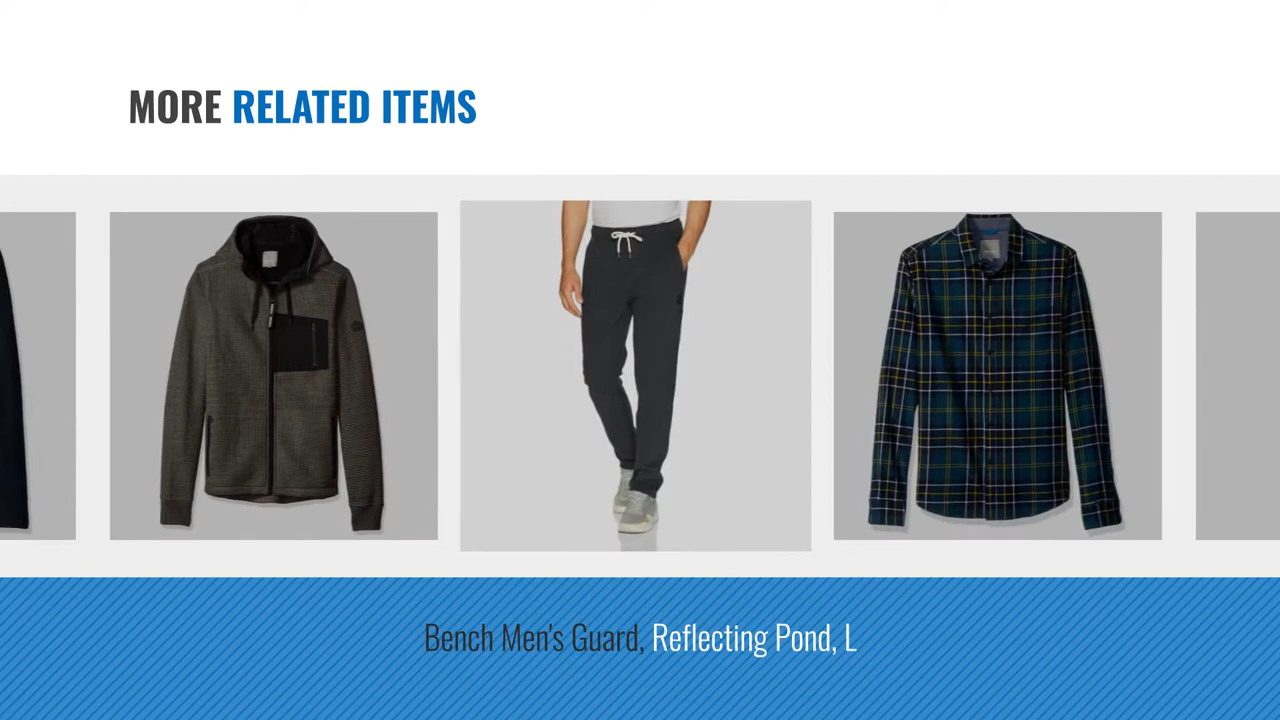 MORE RELATED ITEMS
Bench Men's Guard, Reflecting Pond, L